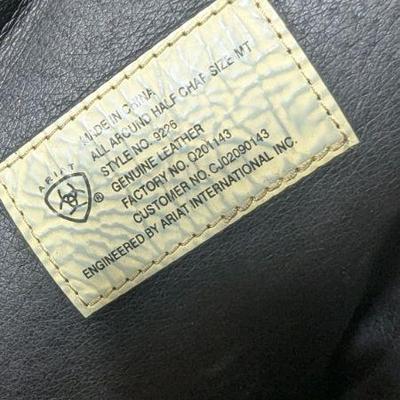 MADE IN CHINA
ALL AROUND HALF CHAP SIZE MT
STYLE NO. 9226
GENUINE LEATHER
FACTORY NO. Q201143
CUSTOMER NO. CJ02090143
ENGINEERED BY ARIAT INTERNATIONAL INC.
ARIAT
®